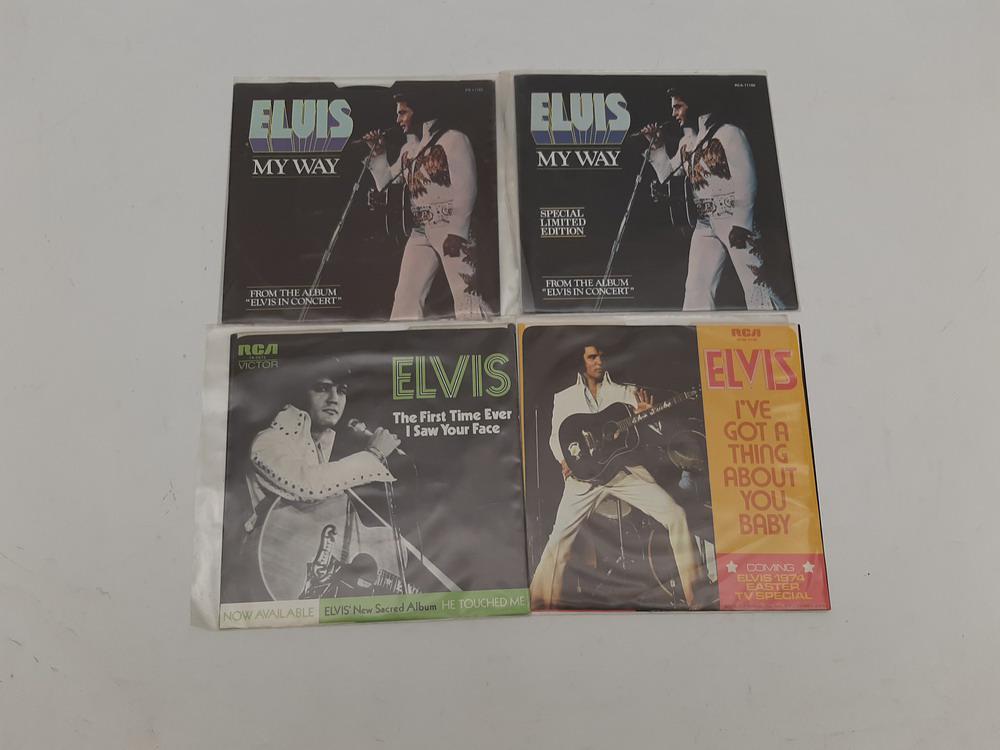 ELVIS
MY WAY
FROM THE ALBUM
"ELVIS IN CONCERT"
ELVIS
MY WAY
SPECIAL
LIMITED
EDITION
FROM THE ALBUM
"ELVIS IN CONCERT"
RCA
VICTOR
ELVIS
The First Time Ever
I Saw Your Face
NOW AVAILABLE ELVIS' New Sacred Album HE TOUCHED ME
RCA
ELVIS
I'VE
GOT A
THING
ABOUT
YOU
BABY
COMING
ELVIS 1974
EASTER
TV SPECIAL